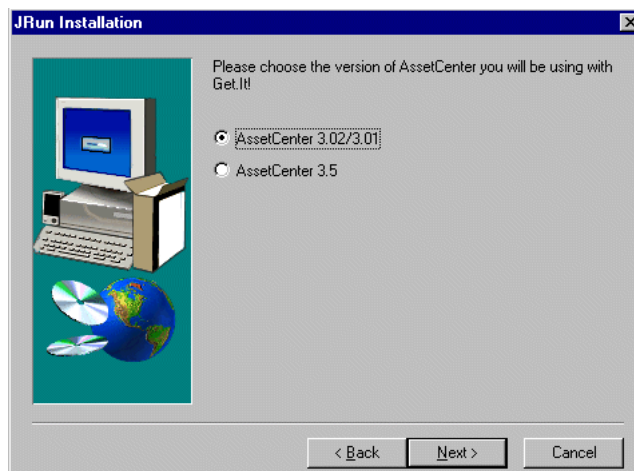 JRun Installation
Please choose the version of AssetCenter you will be using with
Get.It!
AssetCenter 3.02/3.01
AssetCenter 3.5
< Back
Next >
Cancel